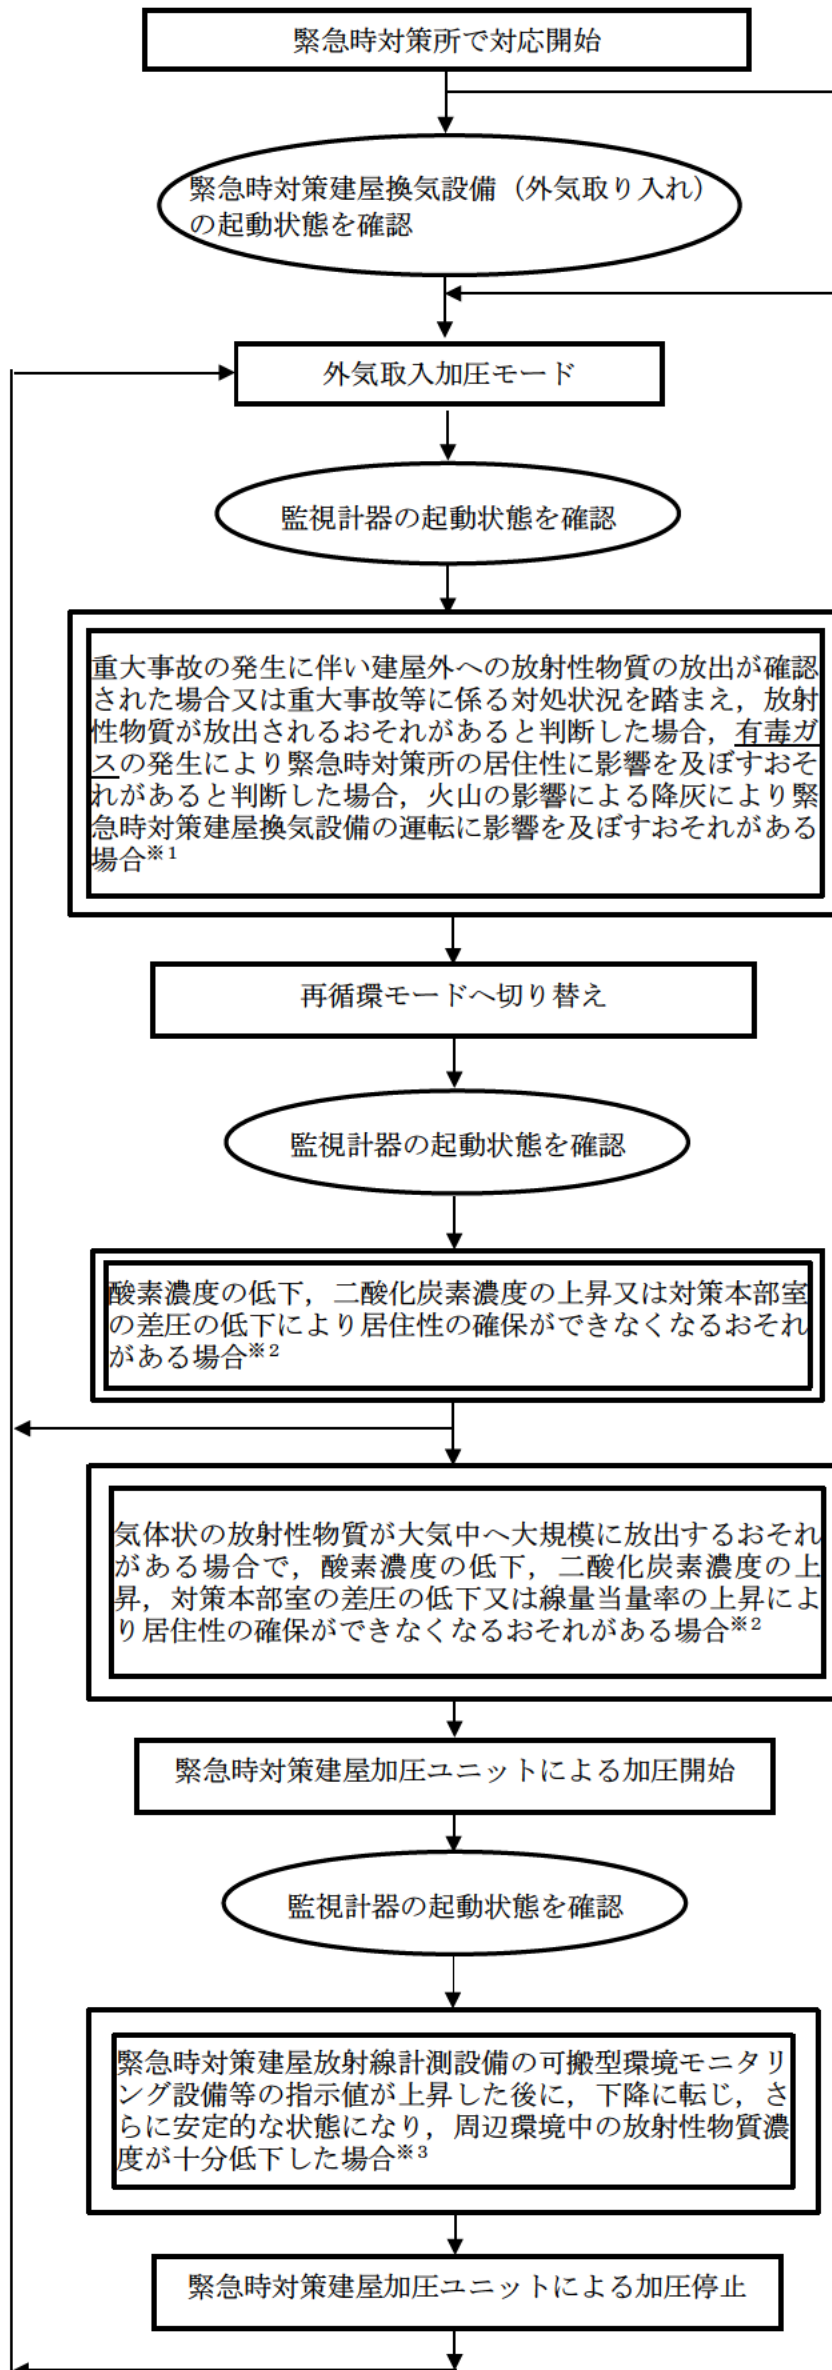 緊急時対策所で対応開始
緊急時対策建屋換気設備（外気取り入れ）
の起動状態を確認
外気取入加圧モード
監視計器の起動状態を確認
重大事故の発生に伴い建屋外への放射性物質の放出が確認
された場合又は重大事故等に係る対処状況を踏まえ，放射
性物質が放出されるおそれがあると判断した場合，有毒ガ
スの発生により緊急時対策所の居住性に影響を及ぼすおそ
れがあると判断した場合，火山の影響による降灰により緊
急時対策建屋換気設備の運転に影響を及ぼすおそれがある
場合※1
再循環モードへ切り替え
監視計器の起動状態を確認
酸素濃度の低下，二酸化炭素濃度の上昇又は対策本部室
の差圧の低下により居住性の確保ができなくなるおそれ
がある場合※2
気体状の放射性物質が大気中へ大規模に放出するおそれ
がある場合で，酸素濃度の低下，二酸化炭素濃度の上
昇，対策本部室の差圧の低下又は線量当量率の上昇によ
り居住性の確保ができなくなるおそれがある場合※2
緊急時対策建屋加圧ユニットによる加圧開始
監視計器の起動状態を確認
緊急時対策建屋放射線計測設備の可搬型環境モニタリ
ング設備等の指示値が上昇した後に，下降に転じ，さ
らに安定的な状態になり，周辺環境中の放射性物質濃
度が十分低下した場合※3
緊急時対策建屋加圧ユニットによる加圧停止